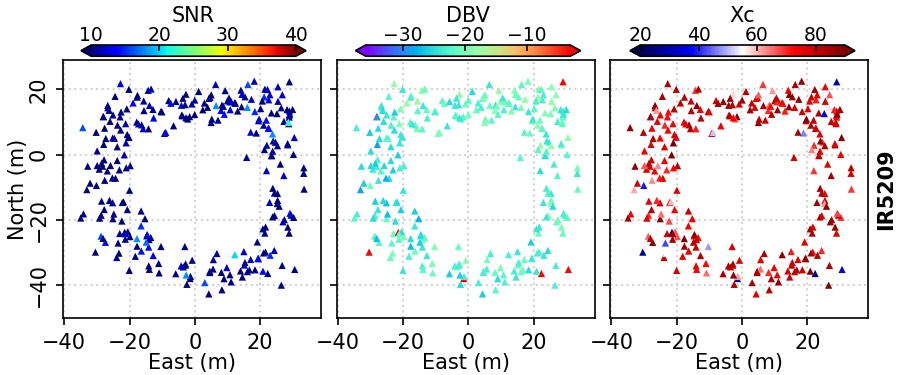 SNR
10 20 30 40
DBV
−30 −20 −10
Xc
20 40 60 80
North (m)
20
0
−20
−40
−40 −20 0 20
East (m)
−40 −20 0 20
East (m)
−40 −20 0 20
East (m)
IR5209